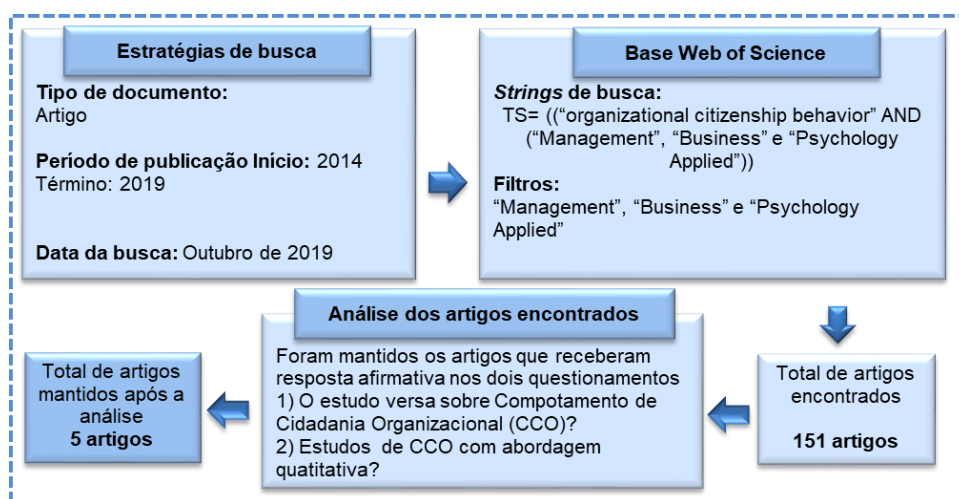 Estratégias de busca
Tipo de documento:
Artigo
Período de publicação Início: 2014
Término: 2019
Data da busca: Outubro de 2019
Base Web of Science
Strings de busca:
TS= ((“organizational citizenship behavior” AND
(“Management”, “Business” e “Psychology
Applied”))
Filtros:
“Management”, “Business” e “Psychology
Applied”
Total de artigos
encontrados
151 artigos
Análise dos artigos encontrados
Foram mantidos os artigos que receberam
resposta afirmativa nos dois questionamentos
1) O estudo versa sobre Compotamento de
Cidadania Organizacional (CCO)?
2) Estudos de CCO com abordagem
quatitativa?
Total de artigos
mantidos após a
análise
5 artigos